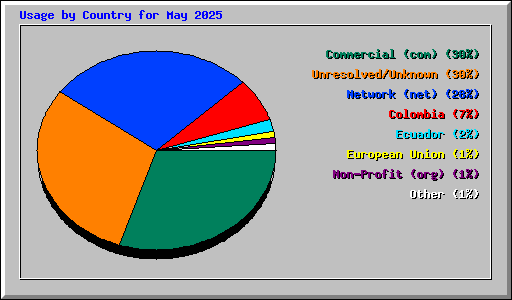 Usage by Country for May 2025
Commercial (com) (30%)
Unresolved/Unknown (30%)
Network (net) (28%)
Colombia (7%)
Ecuador (2%)
European Union (1%)
Non-Profit (org) (1%)
Other (1%)